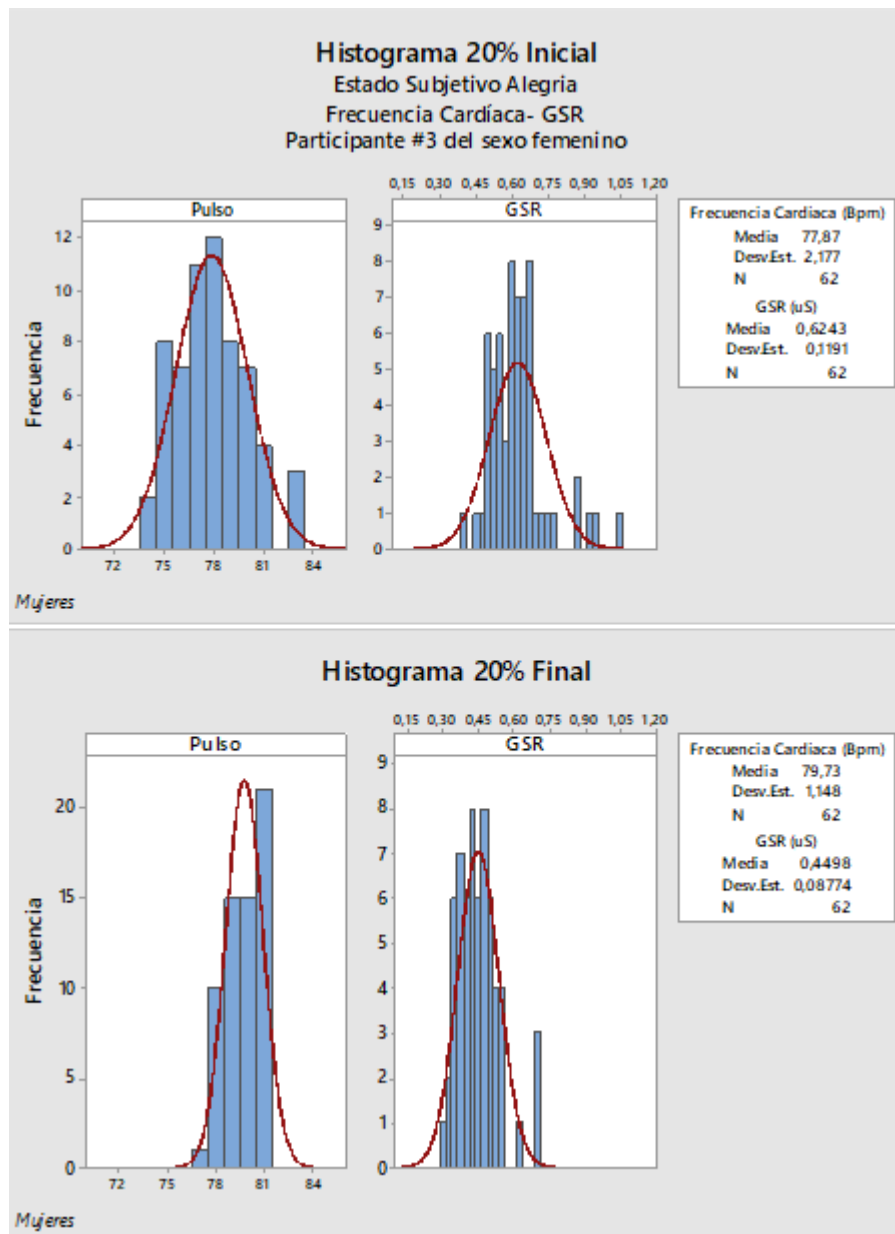 Histograma 20% Inicial
Estado Subjetivo Alegria
Frecuencia Cardíaca- GSR
Participante #3 del sexo femenino
0,15 0,30 0,45 0,60 0,75 0,90 1,05 1,20
Pulso
GSR
Frecuencia
12
10
8
6
4
2
0
72 75 78 81 84
9
8
7
6
5
4
3
2
1
0
Frecuencia Cardiaca (Bpm)
Media 77,87
Desv.Est. 2,177
N 62
GSR (uS)
Media 0,6243
Desv.Est. 0,1191
N 62
Mujeres
Histograma 20% Final
0,15 0,30 0,45 0,60 0,75 0,90 1,05 1,20
Pulso
GSR
Frecuencia
20
15
10
5
0
72 75 78 81 84
9
8
7
6
5
4
3
2
1
0
Frecuencia Cardiaca (Bpm)
Media 79,73
Desv.Est. 1,148
N 62
GSR (uS)
Media 0,4498
Desv.Est. 0,08774
N 62
Mujeres